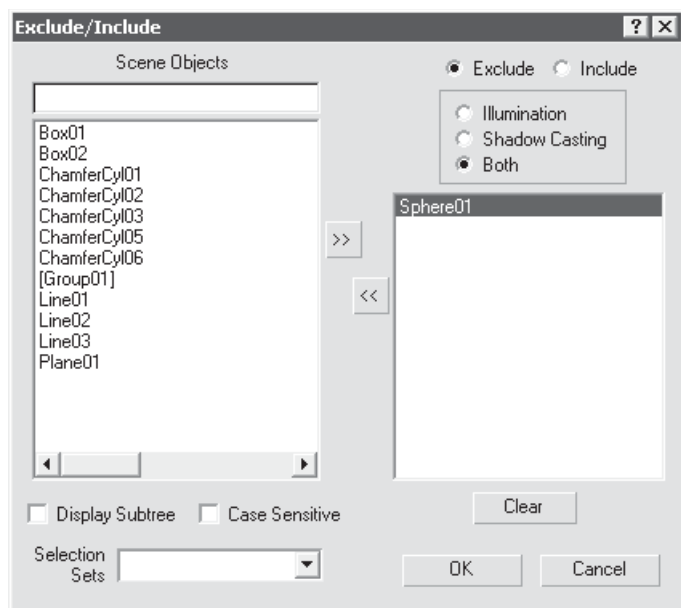 Exclude/Include
Scene Objects
Exclude
Include
Illumination
Shadow Casting
Both
Box01
Box02
ChamferCyl01
ChamferCyl02
ChamferCyl03
ChamferCyl05
ChamferCyl06
[Group01]
Line01
Line02
Line03
Plane01
>>
<<
Sphere01
Display Subtree
Case Sensitive
Clear
Selection
Sets
OK
Cancel